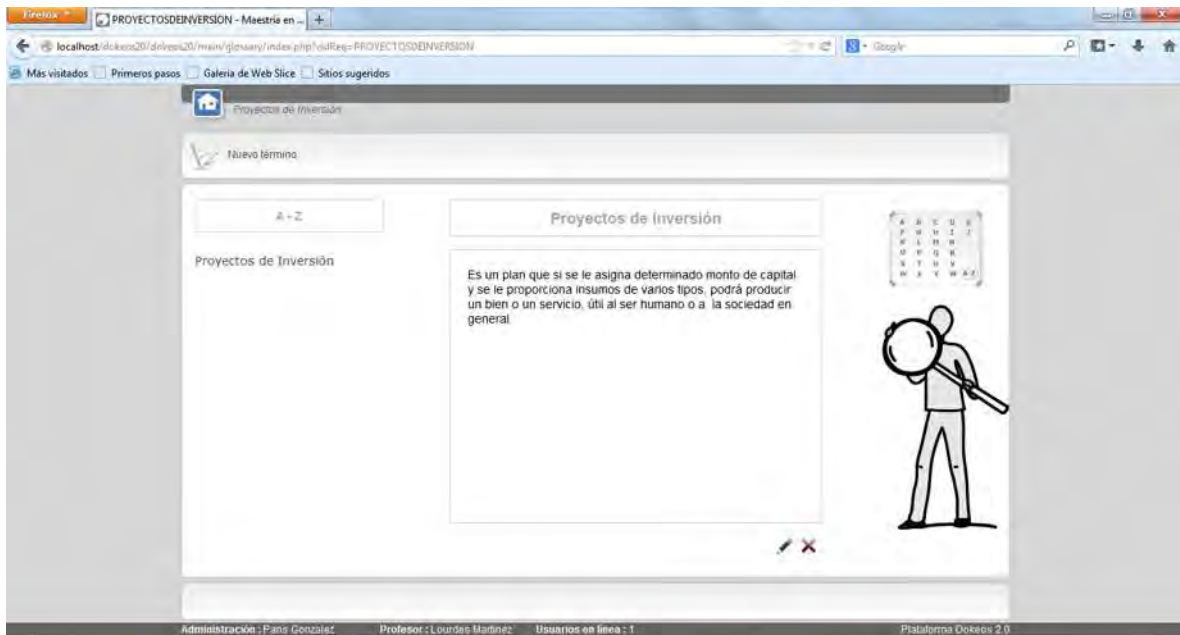 Firefox
PROYECTOSDEINVERSION - Maestría en ...
localhost/dokeos20/dokeos20/main/glossary/index.php?cidReq=PROYECTOSDEINVERSION
Google
Más visitados Primeros pasos Galería de Web Slice Sitios sugeridos
Proyectos de Inversión
Nuevo término
A - Z
Proyectos de Inversión
Proyectos de Inversión
Es un plan que si se le asigna determinado monto de capital
y se le proporciona insumos de varios tipos, podrá producir
un bien o un servicio, útil al ser humano o a la sociedad en
general
Administración : Paris Gonzalez Profesor : Lourdes Martinez Usuarios en línea : 1 Plataforma Dokeos 2.0